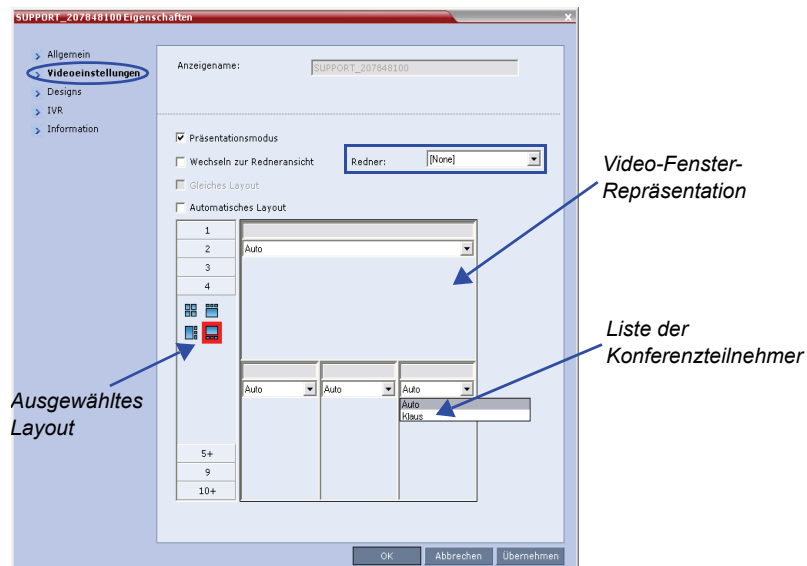 SUPPORT_207848100 Eigenschaften
x
Allgemein
Videoeinstellungen
Designs
IVR
Information
Anzeigename:
SUPPORT_207848100
Präsentationsmodus
Wechseln zur Redneransicht
Redner:
[None]
Gleiches Layout
Automatisches Layout
1
2
3
4
5+
9
10+
Auto
Auto
Auto
Auto
Auto
Klaus
OK
Abbrechen
Übernehmen
Video-Fenster-
Repräsentation
Liste der
Konferenzteilnehmer
Ausgewähltes
Layout